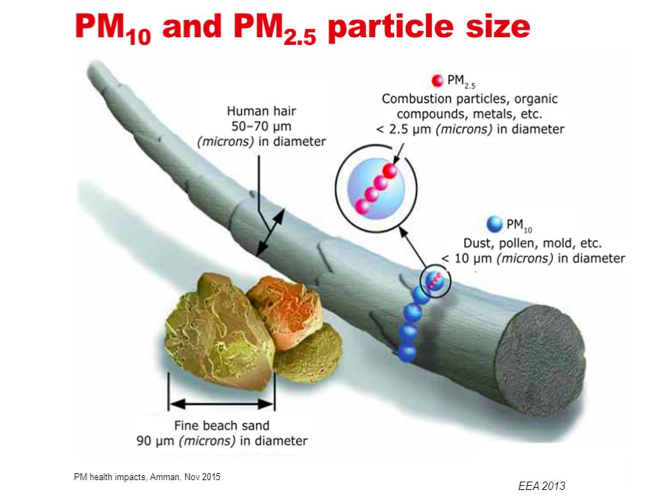 PM10 and PM2.5 particle size
PM2.5
Combustion particles, organic
compounds, metals, etc.
< 2.5 µm (microns) in diameter
Human hair
50–70 µm
(microns) in diameter
PM10
Dust, pollen, mold, etc.
< 10 µm (microns) in diameter
Fine beach sand
90 µm (microns) in diameter
PM health impacts, Amman, Nov 2015
EEA 2013